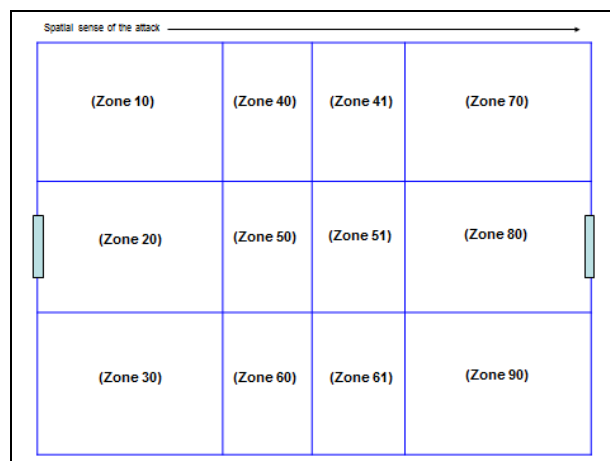 Spatial sense of the attack
(Zone 10) (Zone 40) (Zone 41) (Zone 70)
(Zone 20) (Zone 50) (Zone 51) (Zone 80)
(Zone 30) (Zone 60) (Zone 61) (Zone 90)